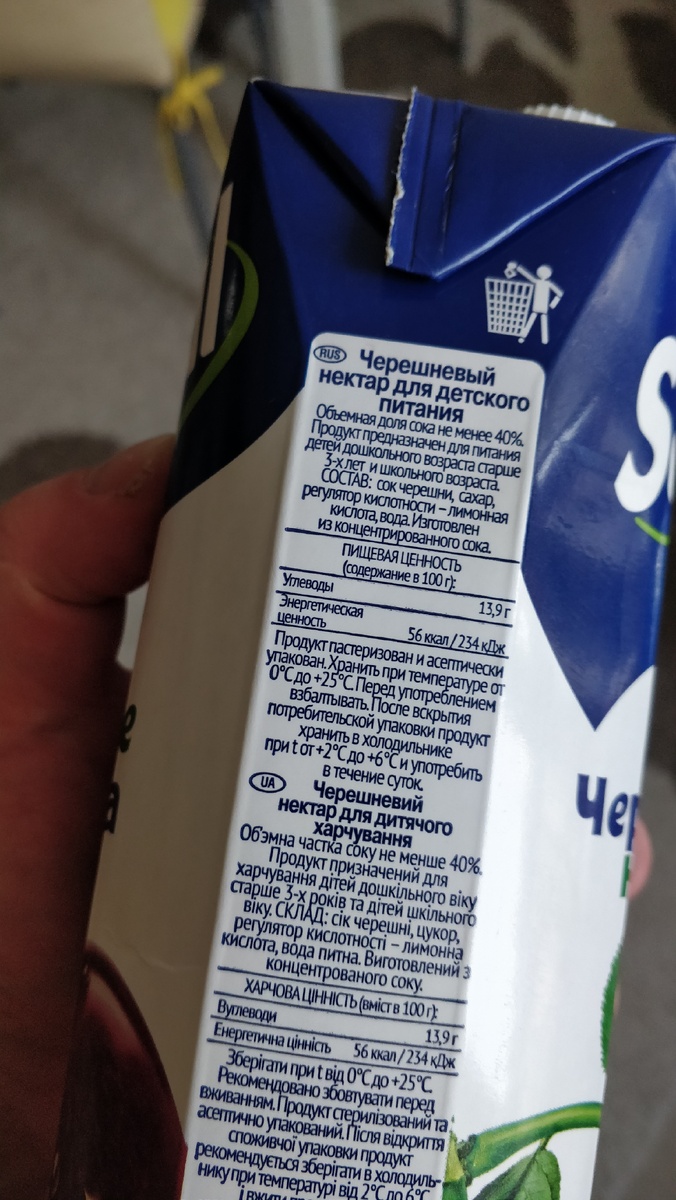 RUS Черешневый
нектар для детского
питания
Объемная доля сока не менее 40%.
Продукт предназначен для питания
детей дошкольного возраста старше
3-х лет и школьного возраста.
СОСТАВ: сок черешни, сахар,
регулятор кислотности – лимонная
кислота, вода. Изготовлен
из концентрированного сока.
ПИЩЕВАЯ ЦЕННОСТЬ
(содержание в 100 г):
Углеводы 13,9 г
Энергетическая
ценность 56 ккал / 234 кДж
Продукт пастеризован и асептически
упакован. Хранить при температуре от
0°С до +25°С. Перед употреблением
взбалтывать. После вскрытия
потребительской упаковки продукт
хранить в холодильнике
при t от +2°С до +6°С и употребить
в течение суток.
UA Черешневий
нектар для дитячого
харчування
Об'эмна частка соку не менше 40%.
Продукт призначений для
харчування дітей дошкільного віку
старше 3-х років та дітей шкільного
віку. СКЛАД: сік черешні, цукор,
регулятор кислотності – лимонна
кислота, вода питна. Виготовлений з
концентрованого соку.
ХАРЧОВА ЦІННІСТЬ (вміст в 100 г):
Вуглеводи 13,9 г
Енергетична цінність 56 ккал / 234 кДж
Зберігати при t від 0°С до +25°С.
Рекомендовано збовтувати перед
вживанням. Продукт стерилізований та
асептично упакований. Після відкриття
споживчої упаковки продукт
рекомендується зберігати в холодиль-
нику при температурі від 2°С до 6°С
S
Чер